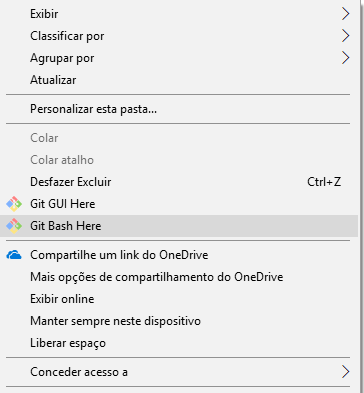 Exibir
Classificar por
Agrupar por
Atualizar
Personalizar esta pasta...
Colar
Colar atalho
Desfazer Excluir Ctrl+Z
Git GUI Here
Git Bash Here
Compartilhe um link do OneDrive
Mais opções de compartilhamento do OneDrive
Exibir online
Manter sempre neste dispositivo
Liberar espaço
Conceder acesso a